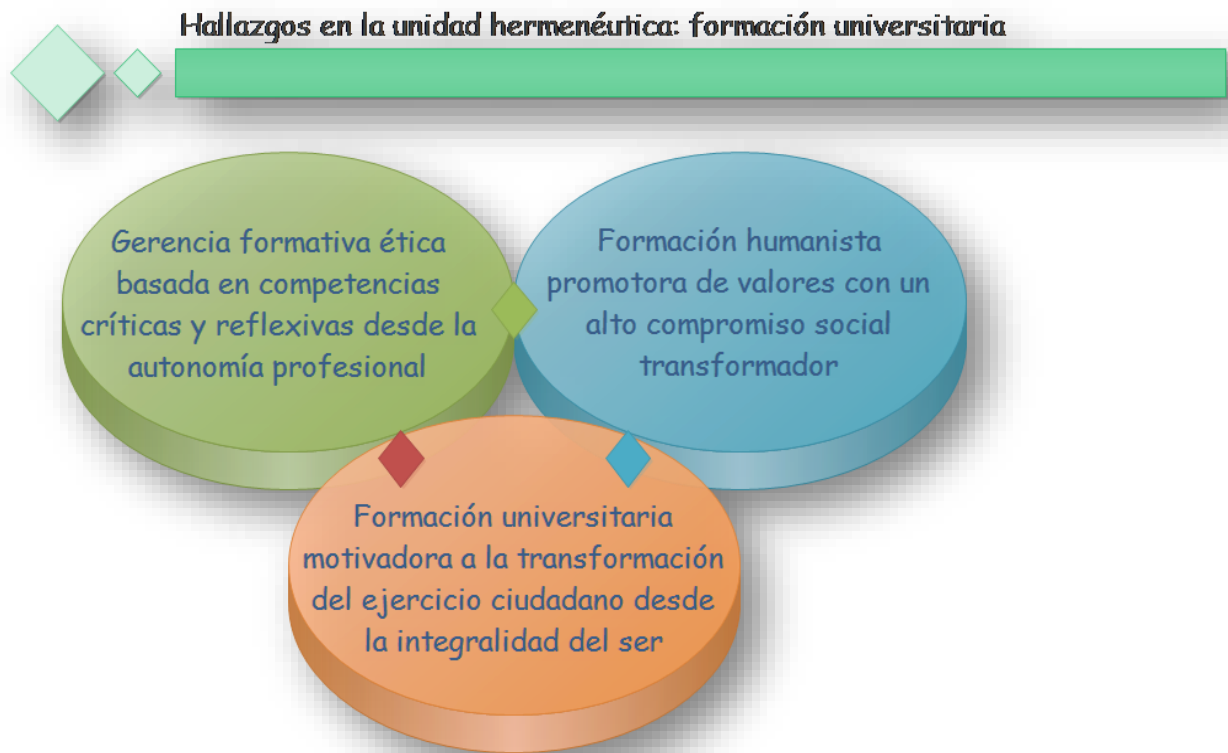 Hallazgos en la unidad hermenéutica: formación universitaria
Gerencia formativa ética
basada en competencias
críticas y reflexivas desde la
autonomía profesional
Formación humanista
promotora de valores con un
alto compromiso social
transformador
Formación universitaria
motivadora a la transformación
del ejercicio ciudadano desde
la integralidad del ser